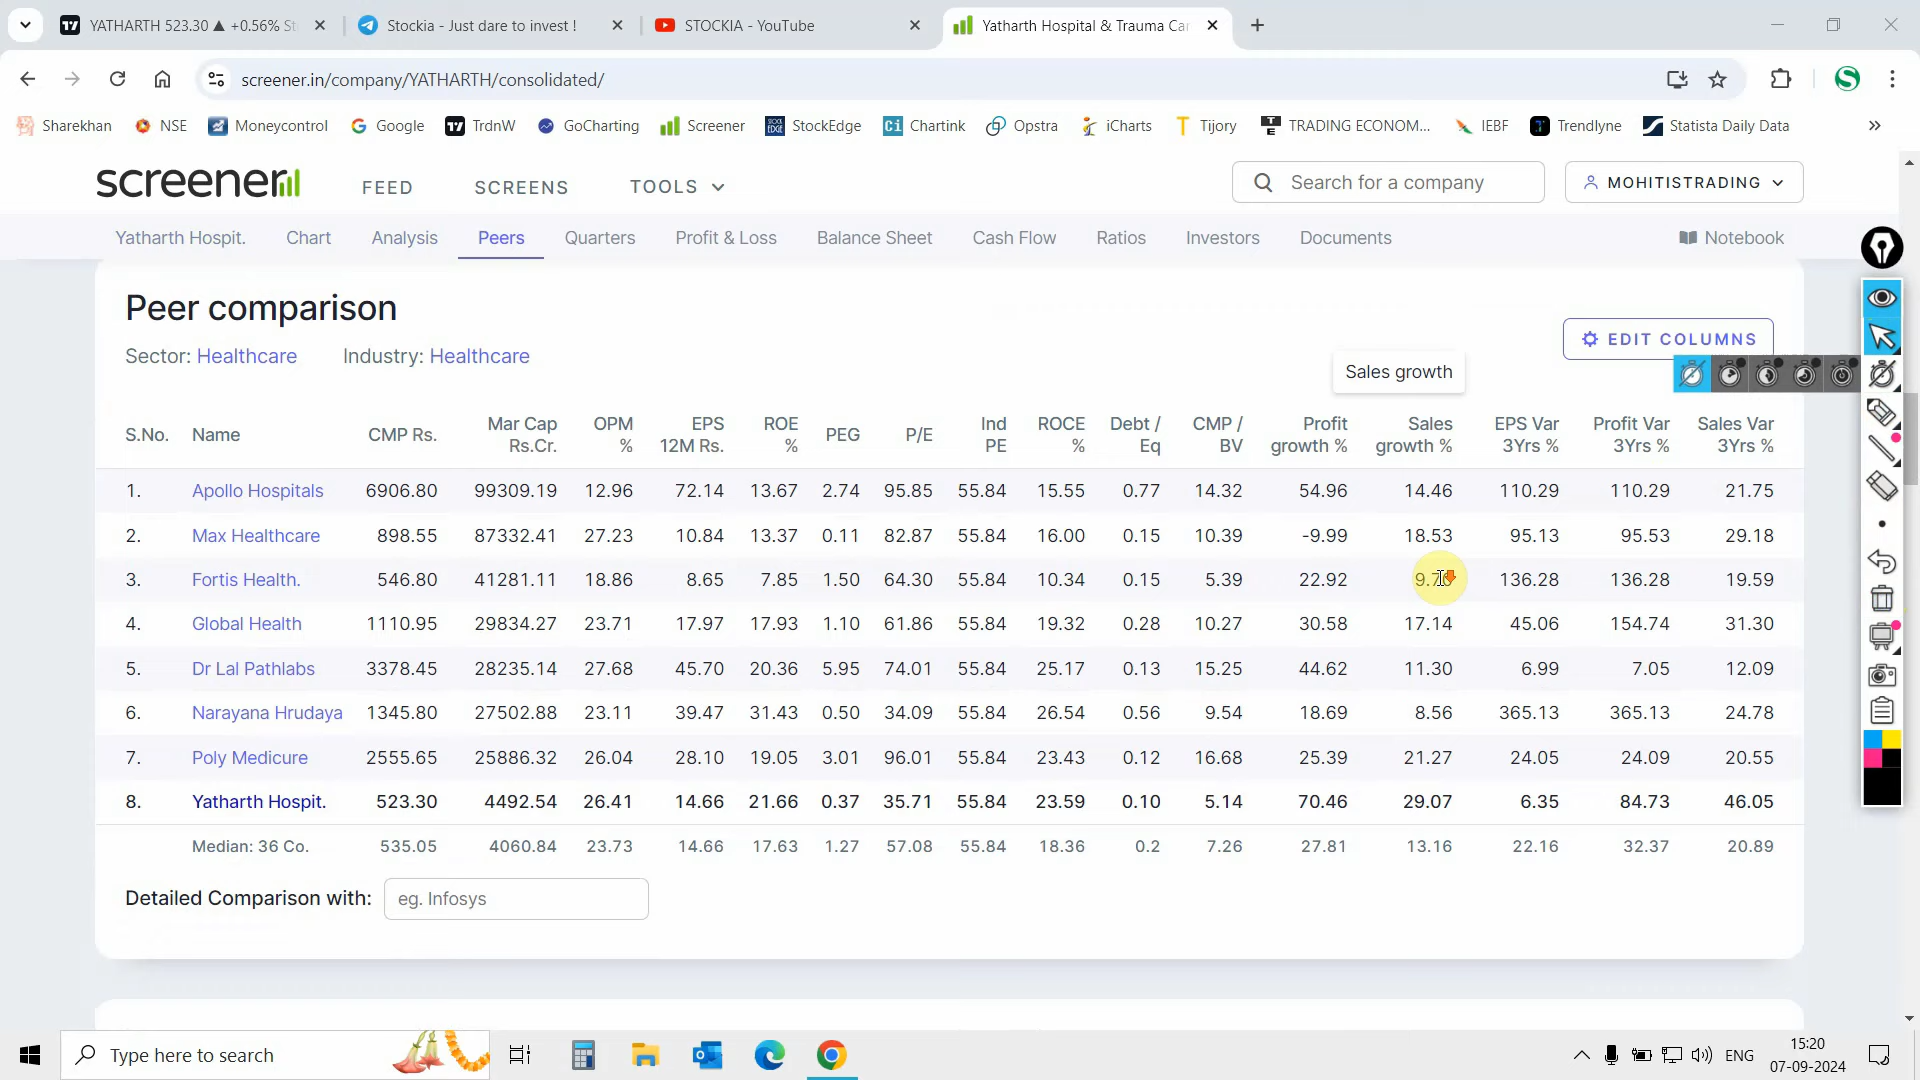 YATHARTH 523.30 ▲ +0.56%
Stockia - Just dare to invest !
STOCKIA - YouTube
Yatharth Hospital & Trauma Car
screener.in/company/YATHARTH/consolidated/
Sharekhan NSE Moneycontrol Google TrdnW GoCharting Screener StockEdge Chartink Opstra iCharts Tijory TRADING ECONOM... IEBF Trendlyne Statista Daily Data
screener FEED SCREENS TOOLS Search for a company MOHITISTRADING
Yatharth Hospit. Chart Analysis Peers Quarters Profit & Loss Balance Sheet Cash Flow Ratios Investors Documents Notebook
Peer comparison
EDIT COLUMNS
Sector: Healthcare Industry: Healthcare
Sales growth
S.No. Name CMP Rs. Mar Cap Rs.Cr. OPM % EPS 12M Rs. ROE % PEG P/E Ind PE ROCE % Debt / Eq CMP / BV Profit growth % Sales growth % EPS Var 3Yrs % Profit Var 3Yrs % Sales Var 3Yrs %
1. Apollo Hospitals 6906.80 99309.19 12.96 72.14 13.67 2.74 95.85 55.84 15.55 0.77 14.32 54.96 14.46 110.29 110.29 21.75
2. Max Healthcare 898.55 87332.41 27.23 10.84 13.37 0.11 82.87 55.84 16.00 0.15 10.39 -9.99 18.53 95.13 95.53 29.18
3. Fortis Health. 546.80 41281.11 18.86 8.65 7.85 1.50 64.30 55.84 10.34 0.15 5.39 22.92 136.28 136.28 19.59
4. Global Health 1110.95 29834.27 23.71 17.97 17.93 1.10 61.86 55.84 19.32 0.28 10.27 30.58 17.14 45.06 154.74 31.30
5. Dr Lal Pathlabs 3378.45 28235.14 27.68 45.70 20.36 5.95 74.01 55.84 25.17 0.13 15.25 44.62 11.30 6.99 7.05 12.09
6. Narayana Hrudaya 1345.80 27502.88 23.11 39.47 31.43 0.50 34.09 55.84 26.54 0.56 9.54 18.69 8.56 365.13 365.13 24.78
7. Poly Medicure 2555.65 25886.32 26.04 28.10 19.05 3.01 96.01 55.84 23.43 0.12 16.68 25.39 21.27 24.05 24.09 20.55
8. Yatharth Hospit. 523.30 4492.54 26.41 14.66 21.66 0.37 35.71 55.84 23.59 0.10 5.14 70.46 29.07 6.35 84.73 46.05
Median: 36 Co. 535.05 4060.84 23.73 14.66 17.63 1.27 57.08 55.84 18.36 0.2 7.26 27.81 13.16 22.16 32.37 20.89
Detailed Comparison with: eg. Infosys
Type here to search
ENG
15:20
07-09-2024